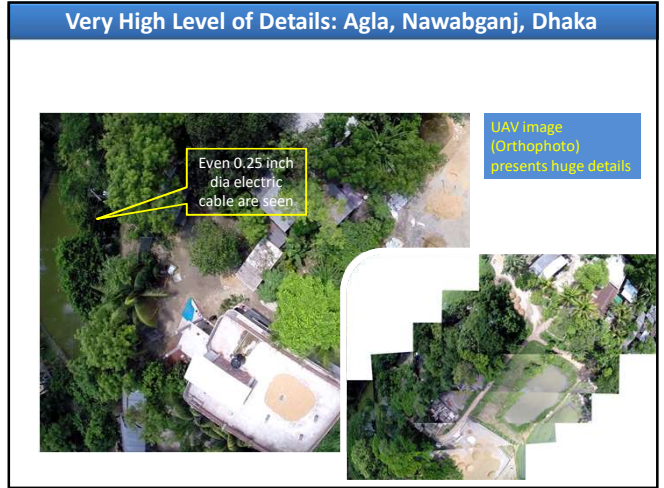 Very High Level of Details: Agla, Nawabganj, Dhaka
Even 0.25 inch
dia electric
cable are seen
UAV image
(Orthophoto)
presents huge details